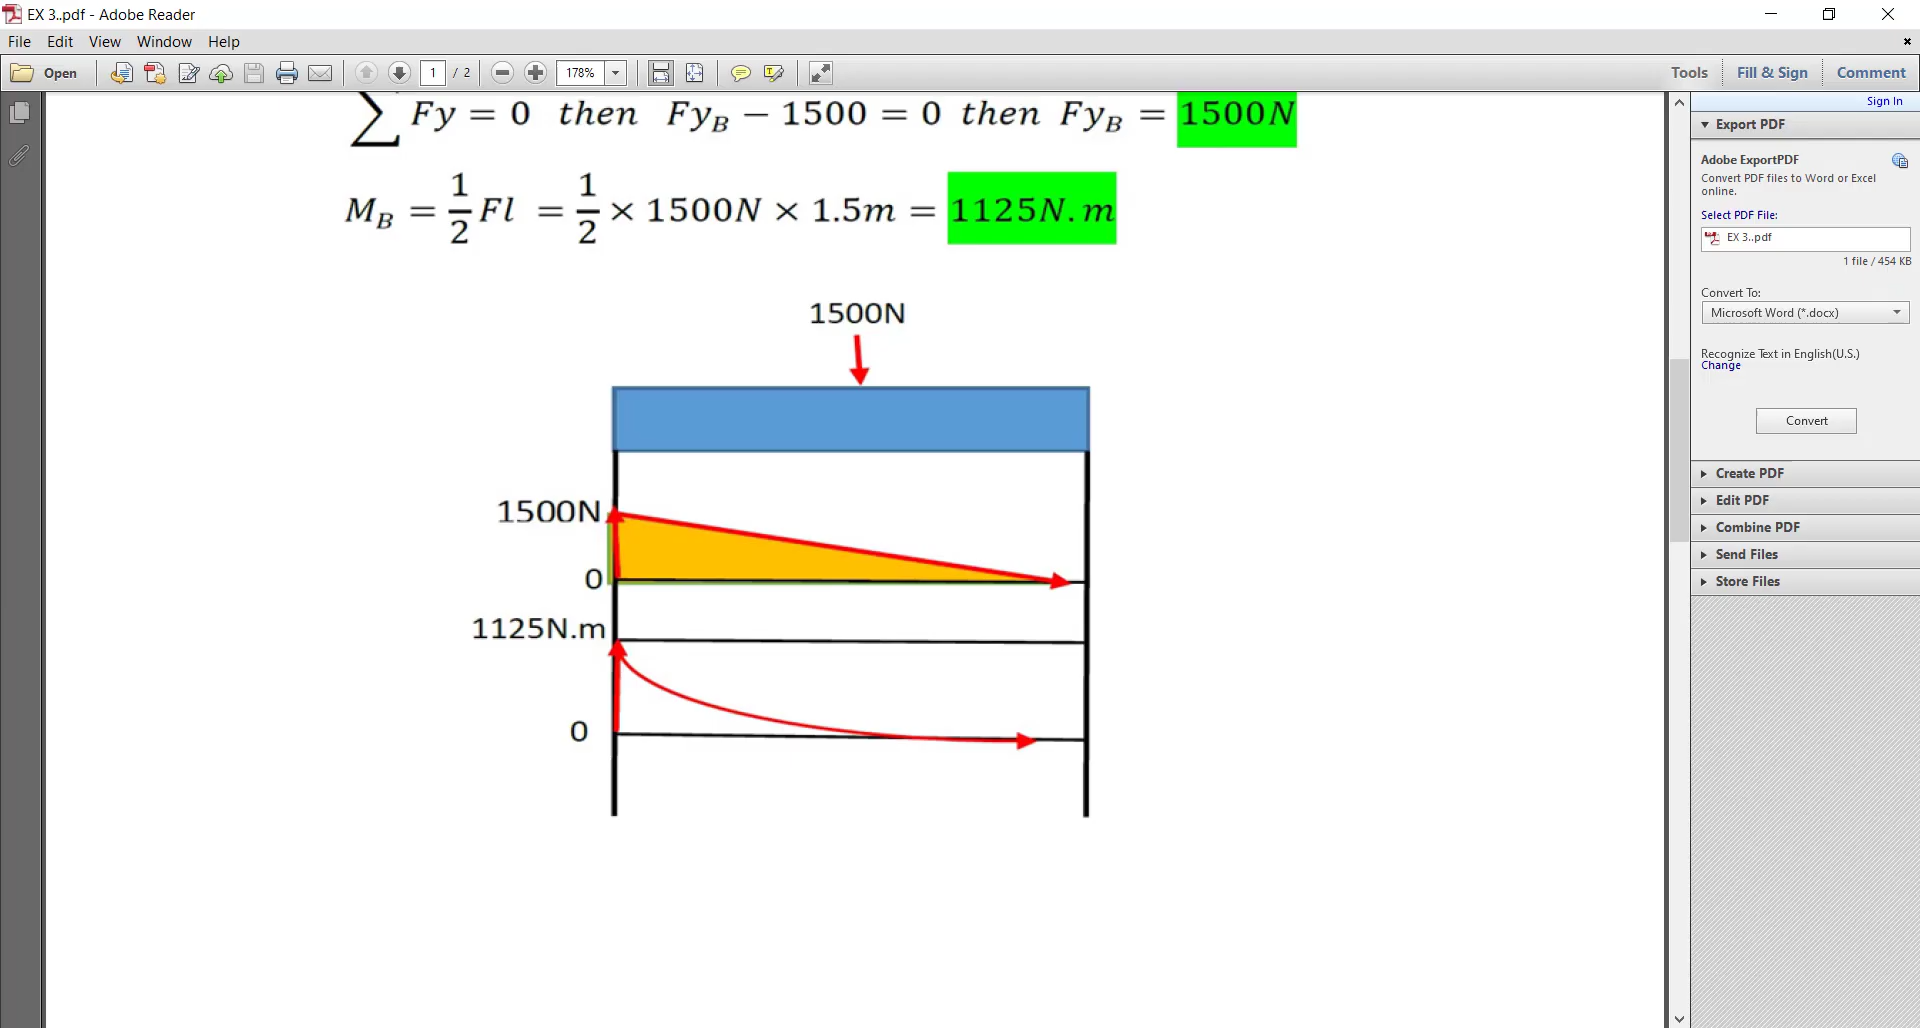 EX 3..pdf - Adobe Reader
File Edit View Window Help
Open 1 / 2 178% Tools Fill & Sign Comment
Sign In
∑ Fy = 0 then Fy_B − 1500 = 0 then Fy_B = 1500N
M_B = 1/2 Fl = 1/2 × 1500N × 1.5m = 1125N.m
1500N
1500N
0
1125N.m
0
Export PDF
Adobe ExportPDF
Convert PDF files to Word or Excel
online.
Select PDF File:
EX 3..pdf
1 file / 454 KB
Convert To:
Microsoft Word (*.docx)
Recognize Text in English(U.S.)
Change
Convert
Create PDF
Edit PDF
Combine PDF
Send Files
Store Files